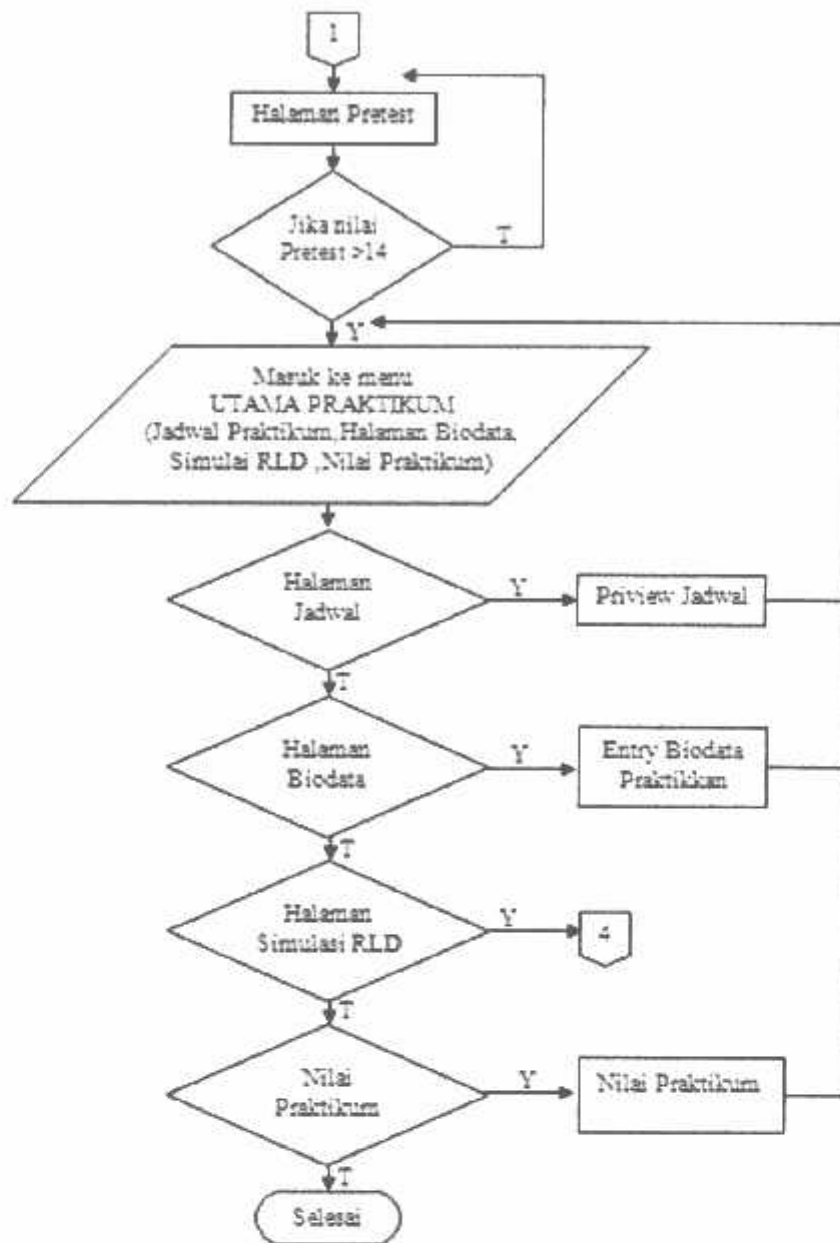 1
Halaman Pretest
Jika nilai
Pretest >14
T
Y
Masuk ke menu
UTAMA PRAKTIKUM
(Jadwal Praktikum,Halaman Biodata
Simulai RLD ,Nilai Praktikum)
Halaman
Jadwal
Y
Priview Jadwal
T
Halaman
Biodata
Y
Entry Biodata
Praktikkan
T
Halaman
Simulasi RLD
Y
4
T
Nilai
Praktikum
Y
Nilai Praktikum
T
Selesai